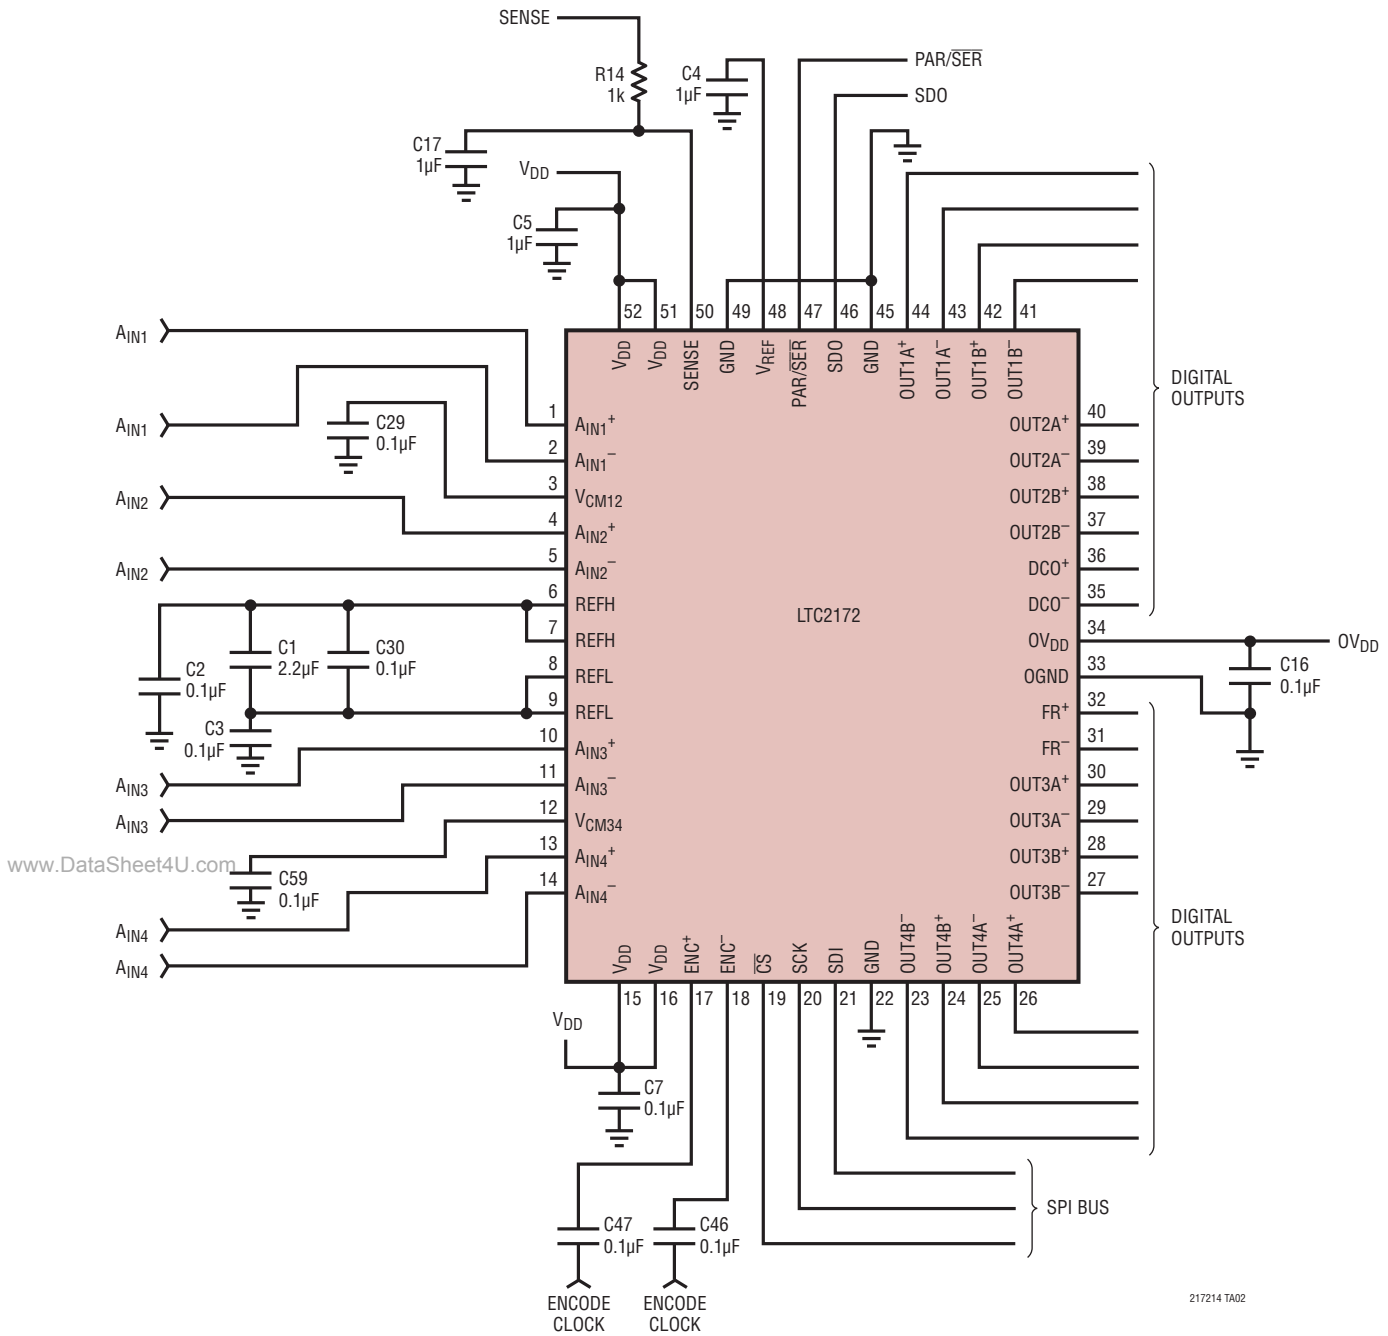 SENSE
R14
1k
C4
1µF
PAR/SER
SDO
C17
1µF
VDD
C5
1µF
52 51 50 49 48 47 46 45 44 43 42 41
VDD VDD SENSE GND VREF PAR/SER SDO GND OUT1A+ OUT1A– OUT1B+ OUT1B–
DIGITAL
OUTPUTS
AIN1
AIN1
C29
0.1µF
AIN2
AIN2
C2
0.1µF
C1
2.2µF
C30
0.1µF
C3
0.1µF
AIN3
AIN3
www.DataSheet4U.com
C59
0.1µF
AIN4
AIN4
1 AIN1+
2 AIN1–
3 VCM12
4 AIN2+
5 AIN2–
6 REFH
7 REFH
8 REFL
9 REFL
10 AIN3+
11 AIN3–
12 VCM34
13 AIN4+
14 AIN4–
LTC2172
OUT2A+ 40
OUT2A– 39
OUT2B+ 38
OUT2B– 37
DCO+ 36
DCO– 35
OVDD 34
OGND 33
FR+ 32
FR– 31
OUT3A+ 30
OUT3A– 29
OUT3B+ 28
OUT3B– 27
OVDD
C16
0.1µF
DIGITAL
OUTPUTS
VDD VDD ENC+ ENC– CS SCK SDI GND OUT4B– OUT4B+ OUT4A– OUT4A+
15 16 17 18 19 20 21 22 23 24 25 26
VDD
C7
0.1µF
SPI BUS
C47
0.1µF
C46
0.1µF
ENCODE
CLOCK
ENCODE
CLOCK
217214 TA02